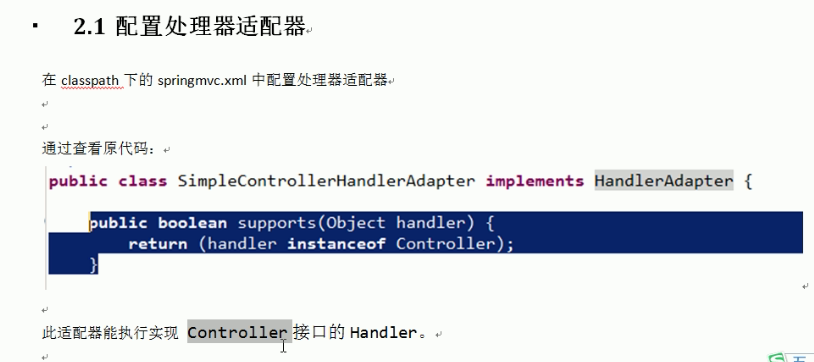 2.1 配置处理器适配器
在 classpath 下的 springmvc.xml 中配置处理器适配器
通过查看原代码：
public class SimpleControllerHandlerAdapter implements HandlerAdapter {
public boolean supports(Object handler) {
return (handler instanceof Controller);
}
此适配器能执行实现 Controller 接口的 Handler。